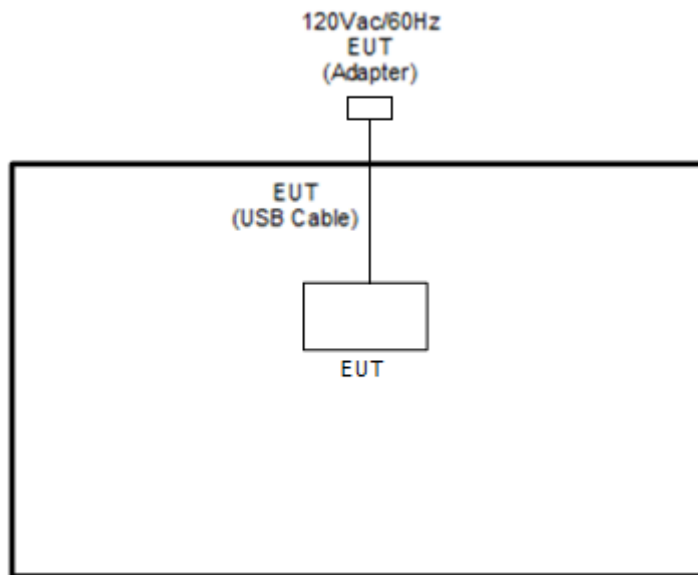 120Vac/60Hz
EUT
(Adapter)
EUT
(USB Cable)
EUT